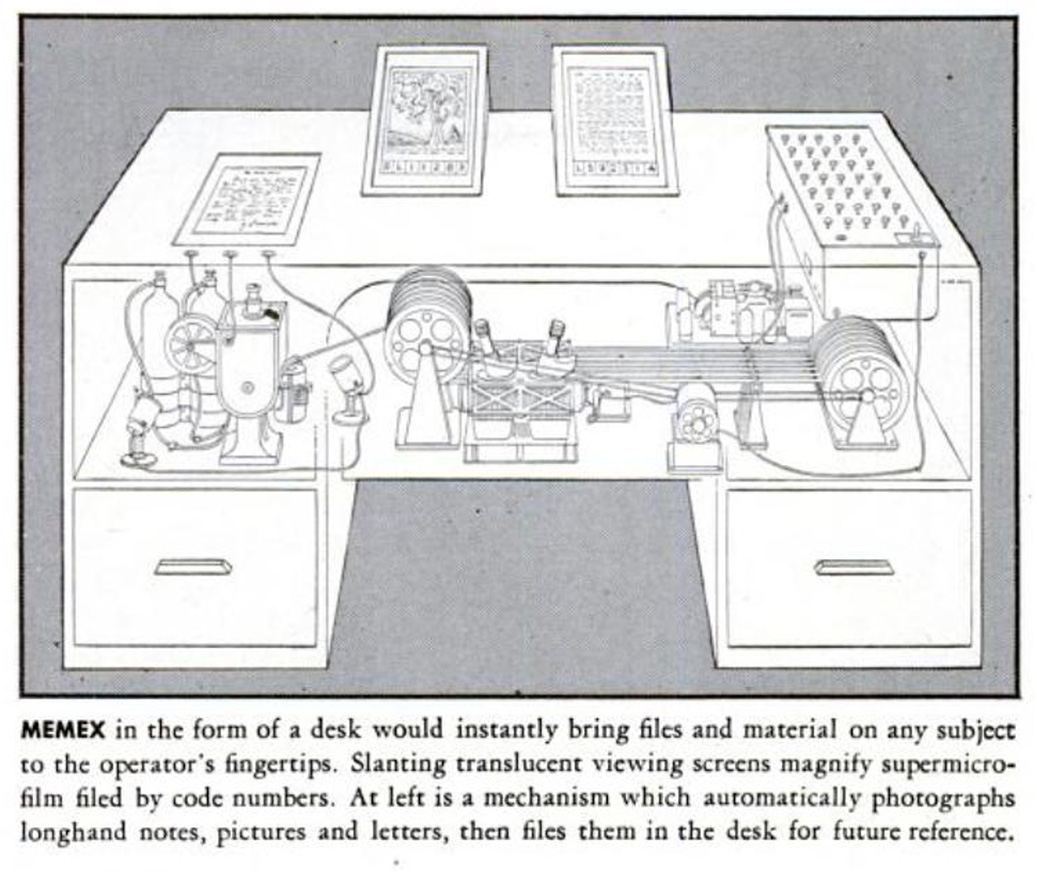 MEMEX in the form of a desk would instantly bring files and material on any subject
to the operator's fingertips. Slanting translucent viewing screens magnify supermicro-
film filed by code numbers. At left is a mechanism which automatically photographs
longhand notes, pictures and letters, then files them in the desk for future reference.